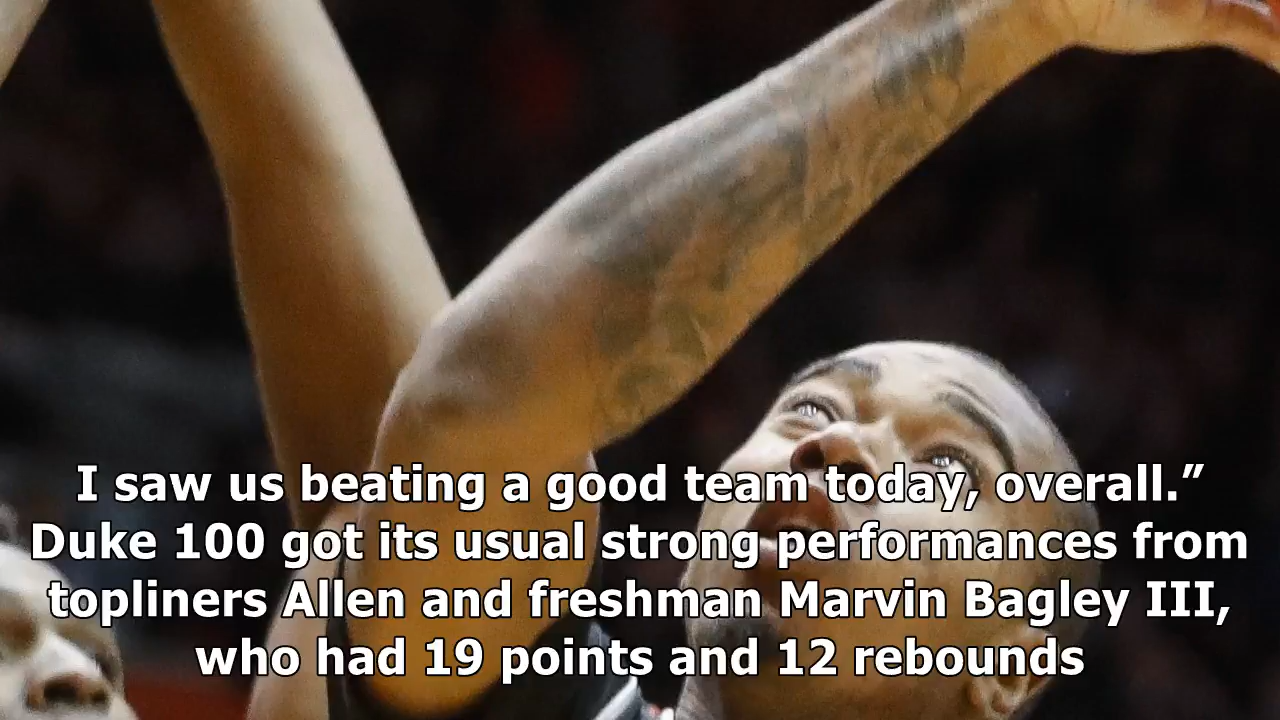 I saw us beating a good team today, overall.”
Duke 100 got its usual strong performances from
topliners Allen and freshman Marvin Bagley III,
who had 19 points and 12 rebounds